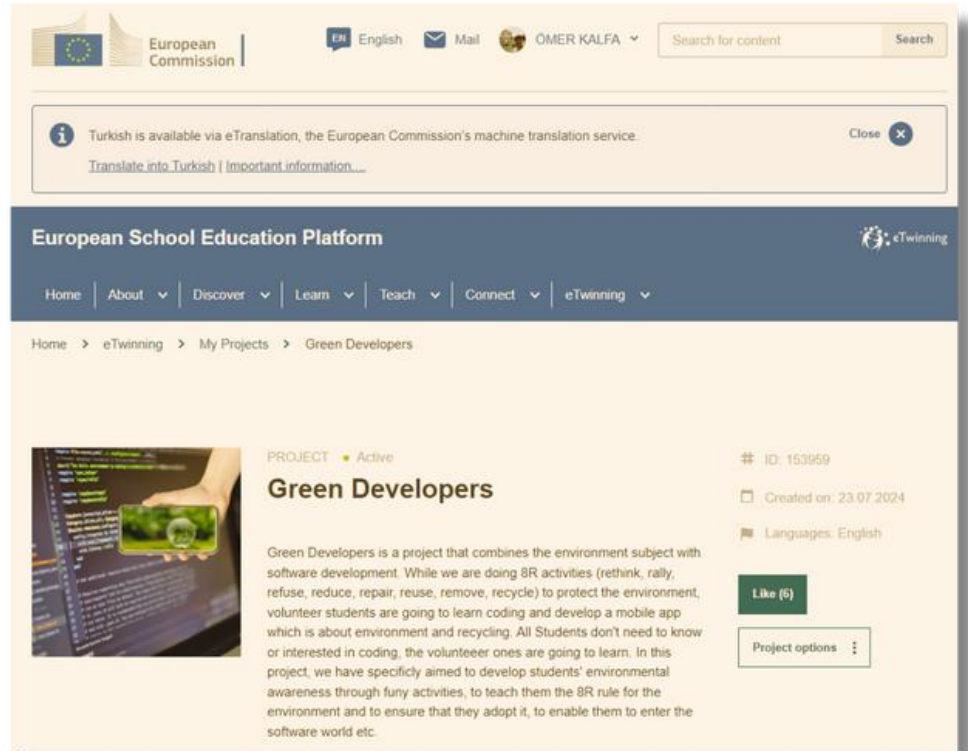 European
Commission
EN English Mail ÖMER KALFA Search for content Search
Turkish is available via eTranslation, the European Commission's machine translation service. Close
Translate into Turkish | Important information....
European School Education Platform
eTwinning
Home About Discover Learn Teach Connect eTwinning
Home > eTwinning > My Projects > Green Developers
PROJECT • Active
Green Developers
Green Developers is a project that combines the environment subject with
software development. While we are doing 8R activities (rethink, rally,
refuse, reduce, repair, reuse, remove, recycle) to protect the environment,
volunteer students are going to learn coding and develop a mobile app
which is about environment and recycling. All Students don't need to know
or interested in coding, the volunteeer ones are going to learn. In this
project, we have specificly aimed to develop students' environmental
awareness through funy activities, to teach them the 8R rule for the
environment and to ensure that they adopt it, to enable them to enter the
software world etc.
# ID: 153959
Created on: 23.07.2024
Languages: English
Like (6)
Project options